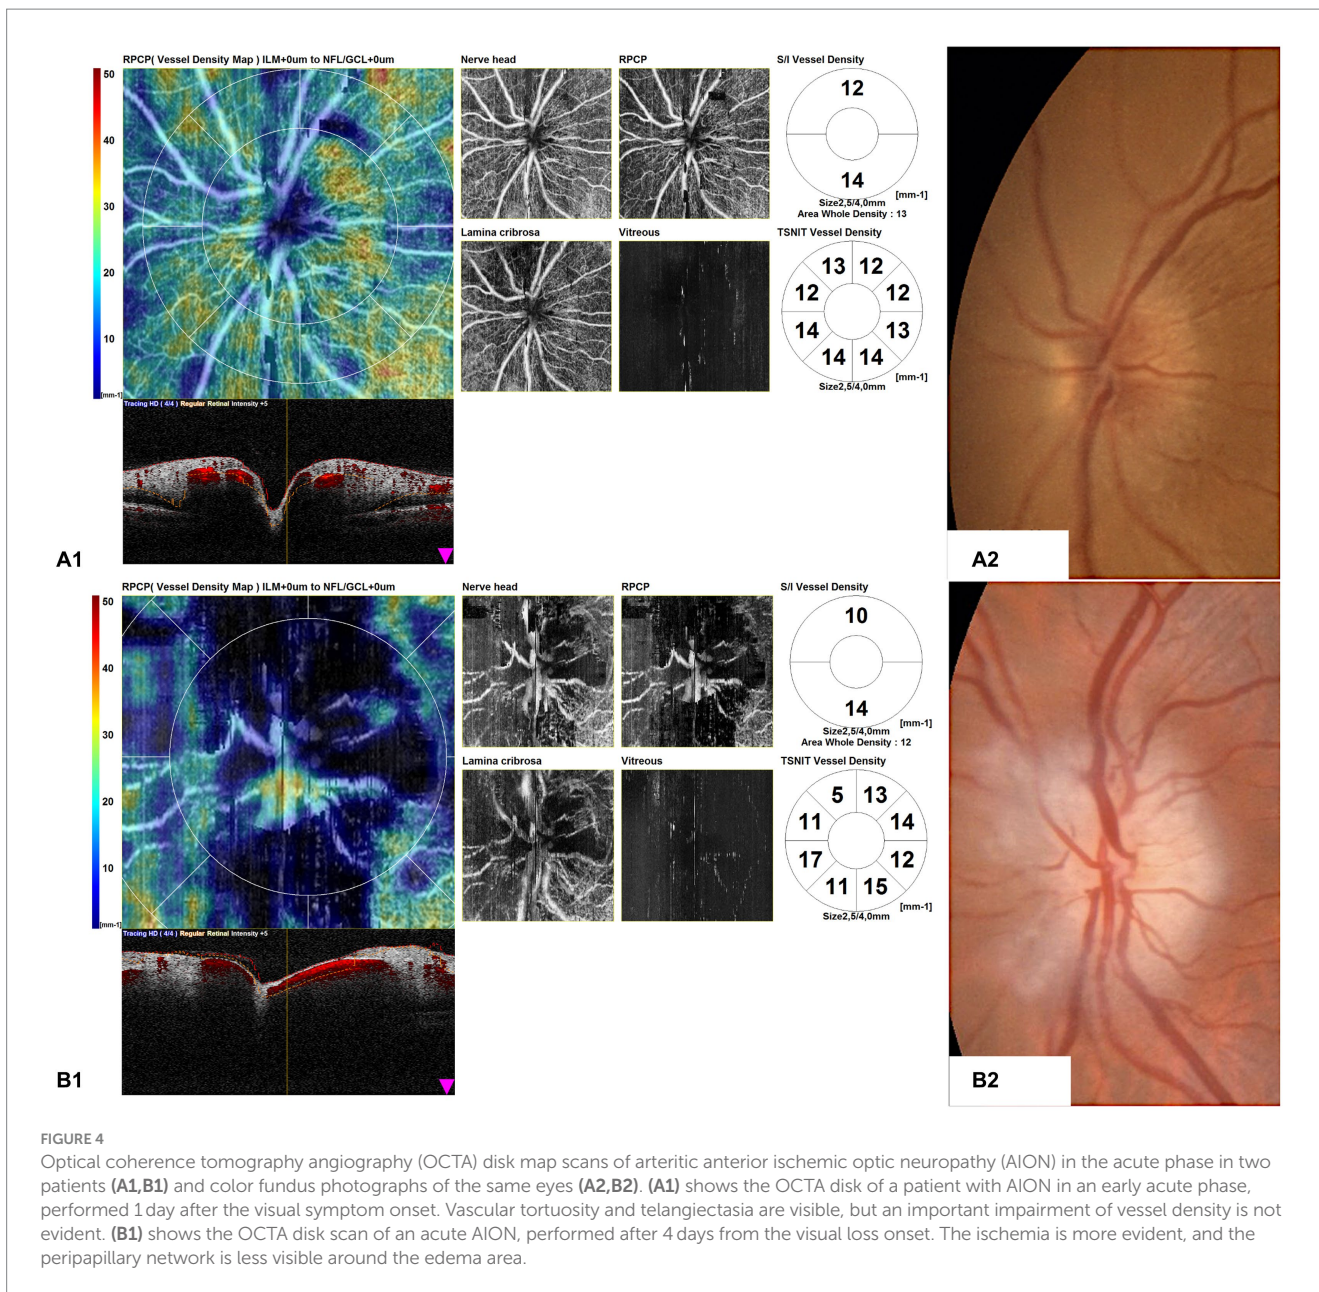 RPCP( Vessel Density Map ) ILM+0um to NFL/GCL+0um
50
40
30
20
10
[mm-1]
Nerve head
RPCP
S/I Vessel Density
12
14
[mm-1]
Size2,5/4,0mm
Area Whole Density : 13
Lamina cribrosa
Vitreous
TSNIT Vessel Density
13 12
12 12
14 13
14 14
[mm-1]
Size2,5/4,0mm
Tracing HD ( 4/4 ) Regular Retinal Intensity +5
A1
A2
RPCP( Vessel Density Map ) ILM+0um to NFL/GCL+0um
50
40
30
20
10
[mm-1]
Nerve head
RPCP
S/I Vessel Density
10
14
[mm-1]
Size2,5/4,0mm
Area Whole Density : 12
Lamina cribrosa
Vitreous
TSNIT Vessel Density
5 13
11 14
17 12
11 15
[mm-1]
Size2,5/4,0mm
Tracing HD ( 4/4 ) Regular Retinal Intensity +5
B1
B2
FIGURE 4
Optical coherence tomography angiography (OCTA) disk map scans of arteritic anterior ischemic optic neuropathy (AION) in the acute phase in two
patients (A1,B1) and color fundus photographs of the same eyes (A2,B2). (A1) shows the OCTA disk of a patient with AION in an early acute phase,
performed 1 day after the visual symptom onset. Vascular tortuosity and telangiectasia are visible, but an important impairment of vessel density is not
evident. (B1) shows the OCTA disk scan of an acute AION, performed after 4 days from the visual loss onset. The ischemia is more evident, and the
peripapillary network is less visible around the edema area.